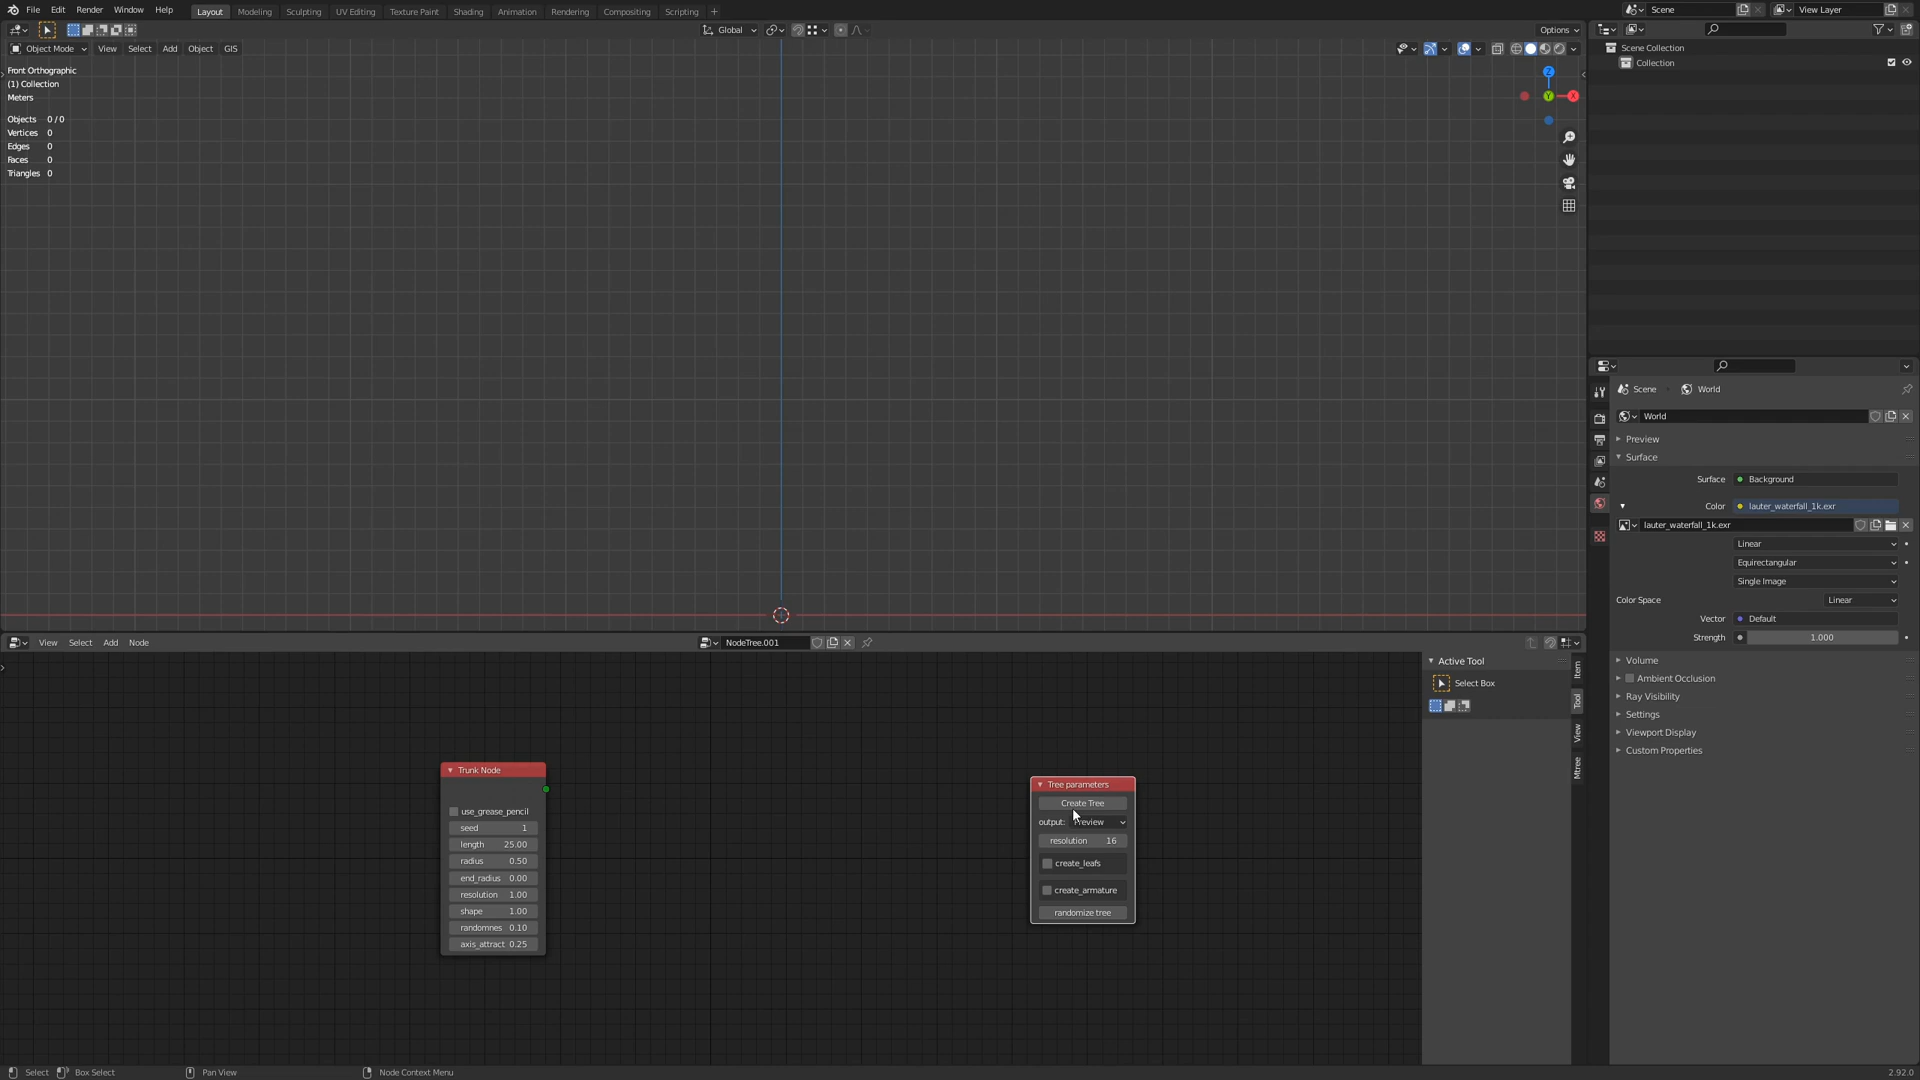 File Edit Render Window Help
Layout Modeling Sculpting UV Editing Texture Paint Shading Animation Rendering Compositing Scripting +
Scene
View Layer
Global
Options
Object Mode View Select Add Object GIS
Front Orthographic
(1) Collection
Meters
Objects 0 / 0
Vertices 0
Edges 0
Faces 0
Triangles 0
Z
Y
X
Scene Collection
Collection
Scene World
World
Preview
Surface
Surface Background
Color lauter_waterfall_1k.exr
lauter_waterfall_1k.exr
Linear
Equirectangular
Single Image
Color Space Linear
Vector Default
Strength 1.000
Volume
Ambient Occlusion
Ray Visibility
Settings
Viewport Display
Custom Properties
View Select Add Node
NodeTree.001
Active Tool
Select Box
Item
Tool
View
Mtree
Trunk Node
use_grease_pencil
seed 1
length 25.00
radius 0.50
end_radius 0.00
resolution 1.00
shape 1.00
randomnes 0.10
axis_attract 0.25
Tree parameters
Create Tree
output: Preview
resolution 16
create_leafs
create_armature
randomize tree
Select Box Select Pan View Node Context Menu
2.92.0